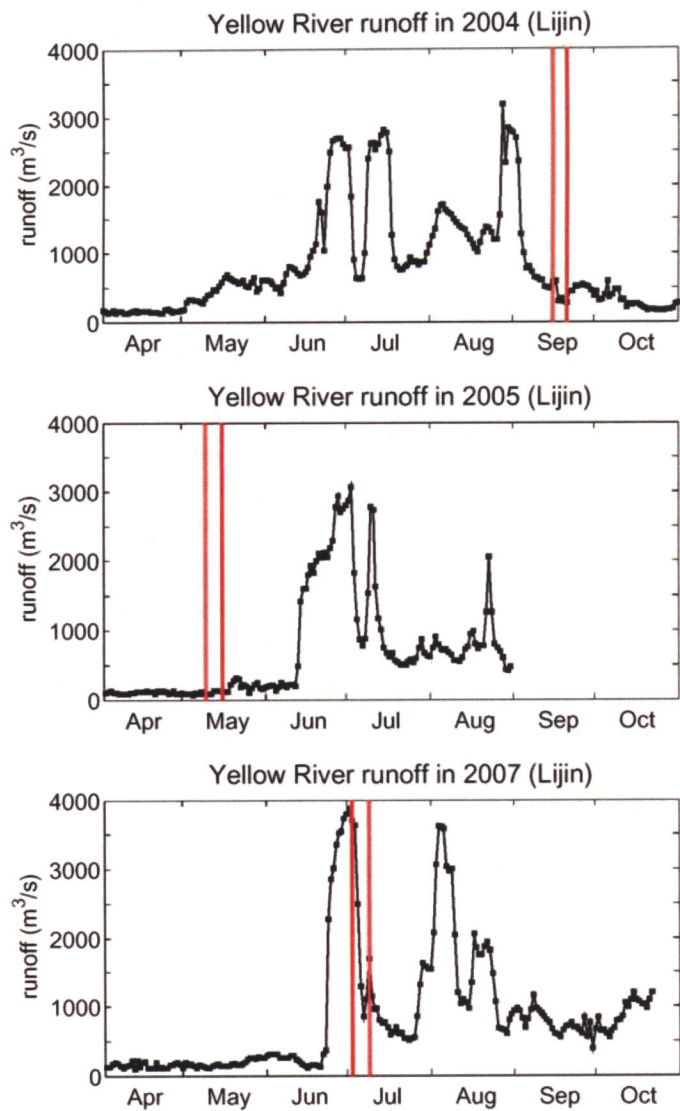 Yellow River runoff in 2004 (Lijin)
4000
3000
2000
1000
0
runoff (m³/s)
Apr May Jun Jul Aug Sep Oct
Yellow River runoff in 2005 (Lijin)
4000
3000
2000
1000
0
runoff (m³/s)
Apr May Jun Jul Aug Sep Oct
Yellow River runoff in 2007 (Lijin)
4000
3000
2000
1000
0
runoff (m³/s)
Apr May Jun Jul Aug Sep Oct